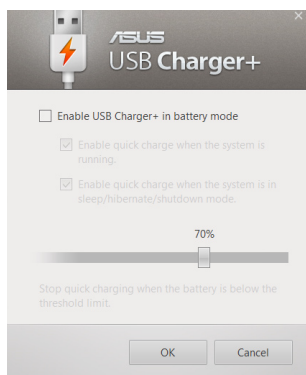 ASUS
USB Charger+
Enable USB Charger+ in battery mode
Enable quick charge when the system is
running.
Enable quick charge when the system is in
sleep/hibernate/shutdown mode.
70%
Stop quick charging when the battery is below the
threshold limit.
OK
Cancel